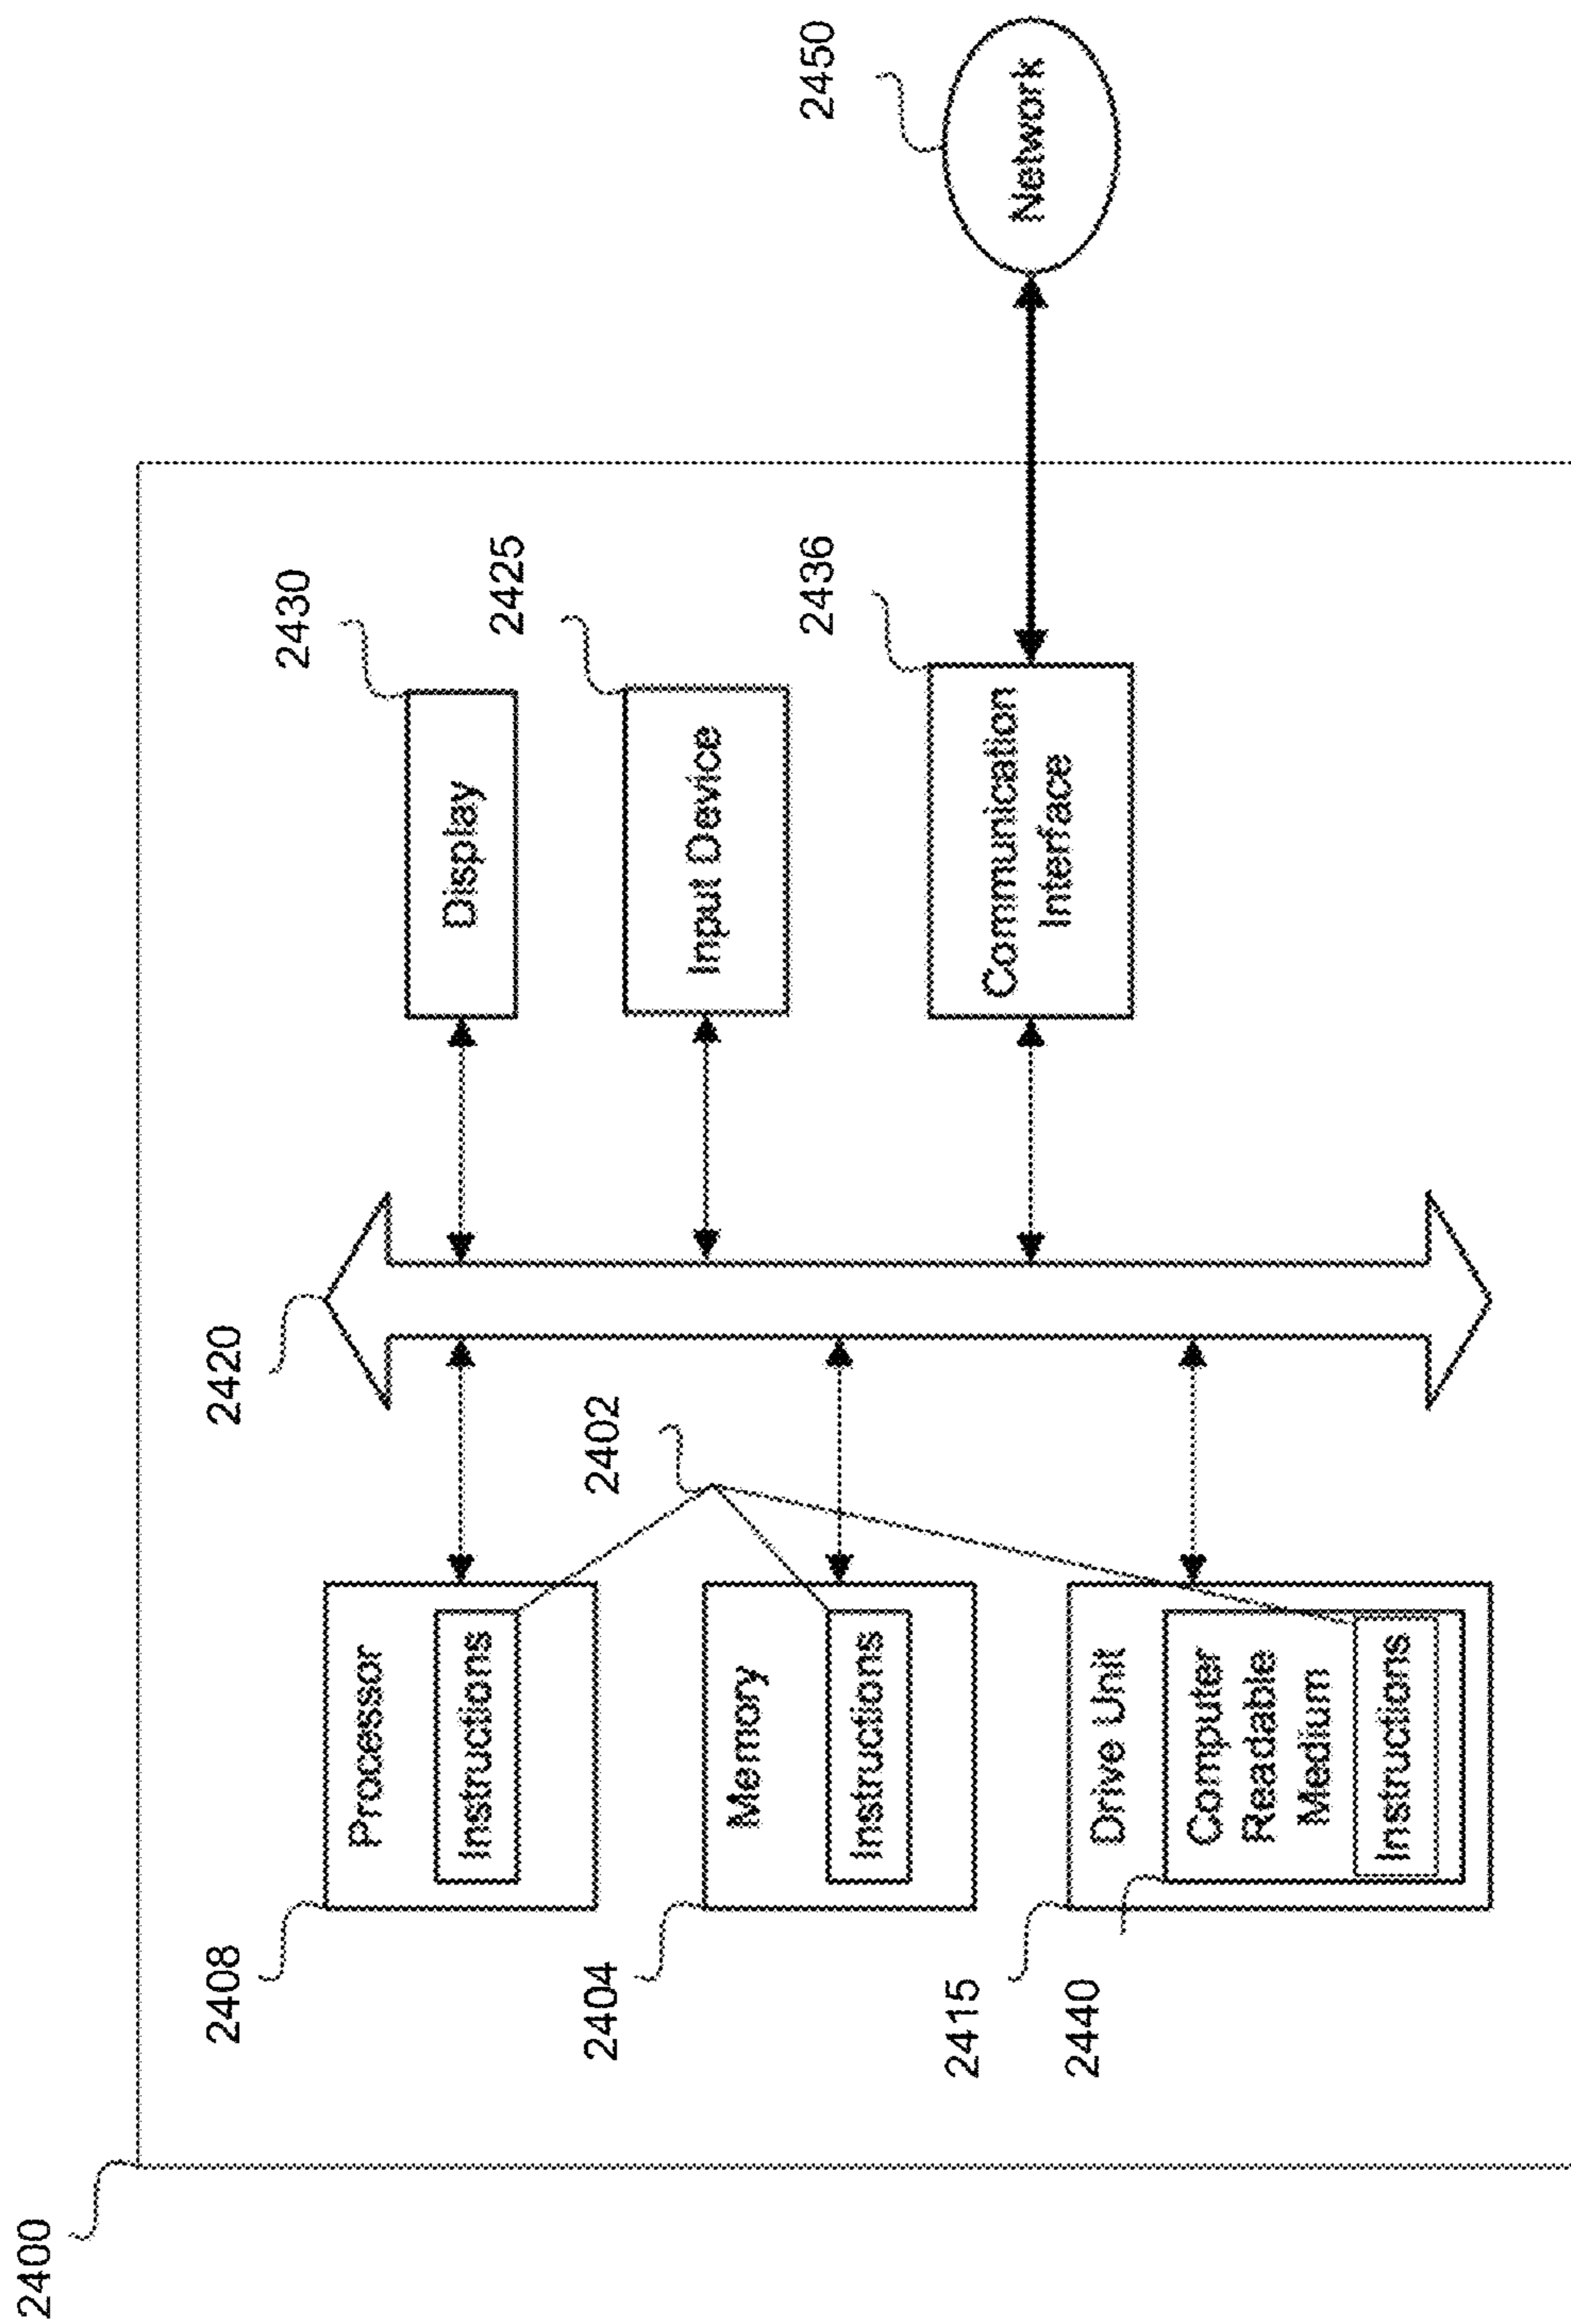 2400
2408
Processor
Instructions
2404
Memory
Instructions
2415
2440
Drive Unit
Computer
Readable
Medium
Instructions
2402
2420
2430
Display
2425
Input Device
2436
Communication
Interface
2450
Network